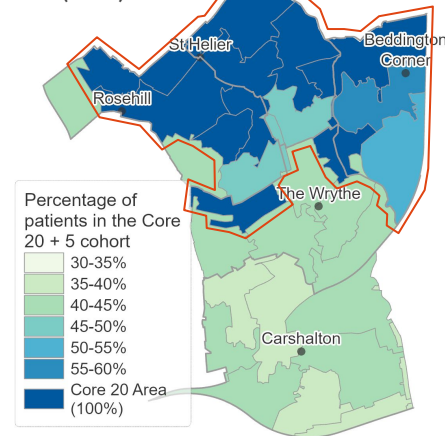 St Helier
Beddington
Corner
Rosehill
The Wrythe
Percentage of
patients in the Core
20 + 5 cohort
30-35%
35-40%
40-45%
45-50%
50-55%
55-60%
Core 20 Area
(100%)
Carshalton